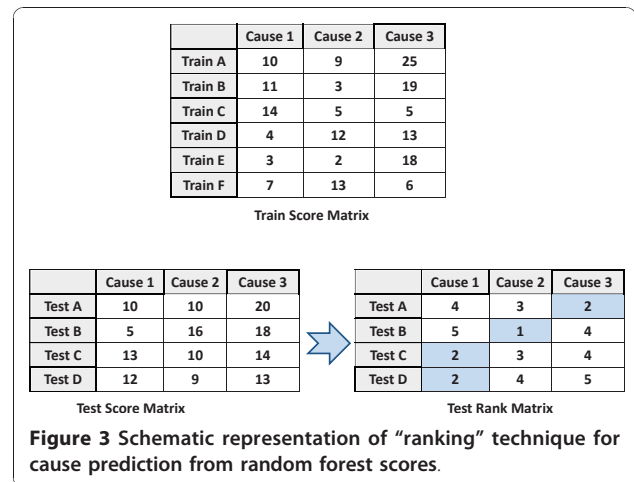 Cause 1 Cause 2 Cause 3
Train A 10 9 25
Train B 11 3 19
Train C 14 5 5
Train D 4 12 13
Train E 3 2 18
Train F 7 13 6
Train Score Matrix
Cause 1 Cause 2 Cause 3
Test A 10 10 20
Test B 5 16 18
Test C 13 10 14
Test D 12 9 13
Test Score Matrix
Cause 1 Cause 2 Cause 3
Test A 4 3 2
Test B 5 1 4
Test C 2 3 4
Test D 2 4 5
Test Rank Matrix
Figure 3 Schematic representation of “ranking” technique for
cause prediction from random forest scores.